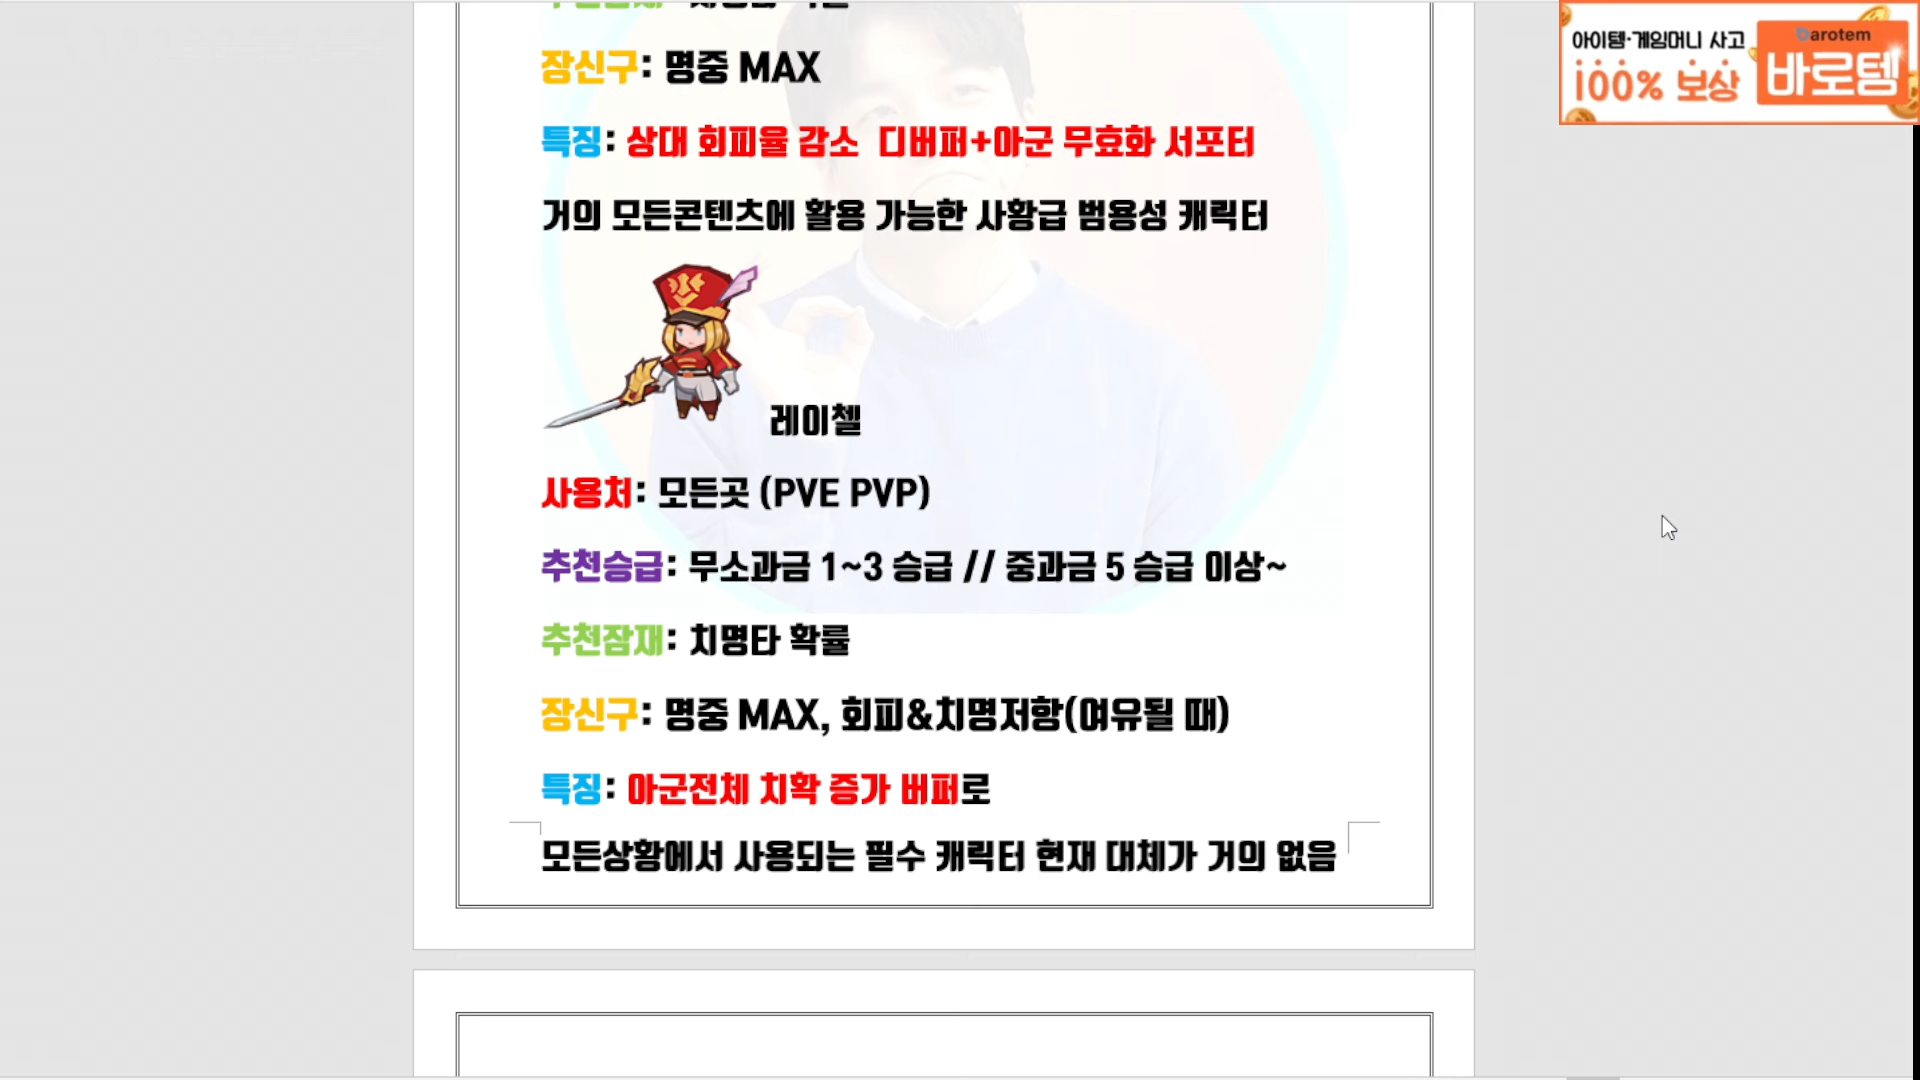 장신구: 명중 MAX
특징: 상대 회피율 감소 디버퍼+아군 무효화 서포터
거의 모든콘텐츠에 활용 가능한 사황급 범용성 캐릭터
레이첼
사용처: 모든곳 (PVE PVP)
추천승급: 무소과금 1~3 승급 // 중과금 5 승급 이상~
추천잠재: 치명타 확률
장신구: 명중 MAX, 회피&치명저항(여유될 때)
특징: 아군전체 치확 증가 버퍼로
모든상황에서 사용되는 필수 캐릭터 현재 대체가 거의 없음
아이템·게임머니 사고
100% 보상
Barotem
바로템